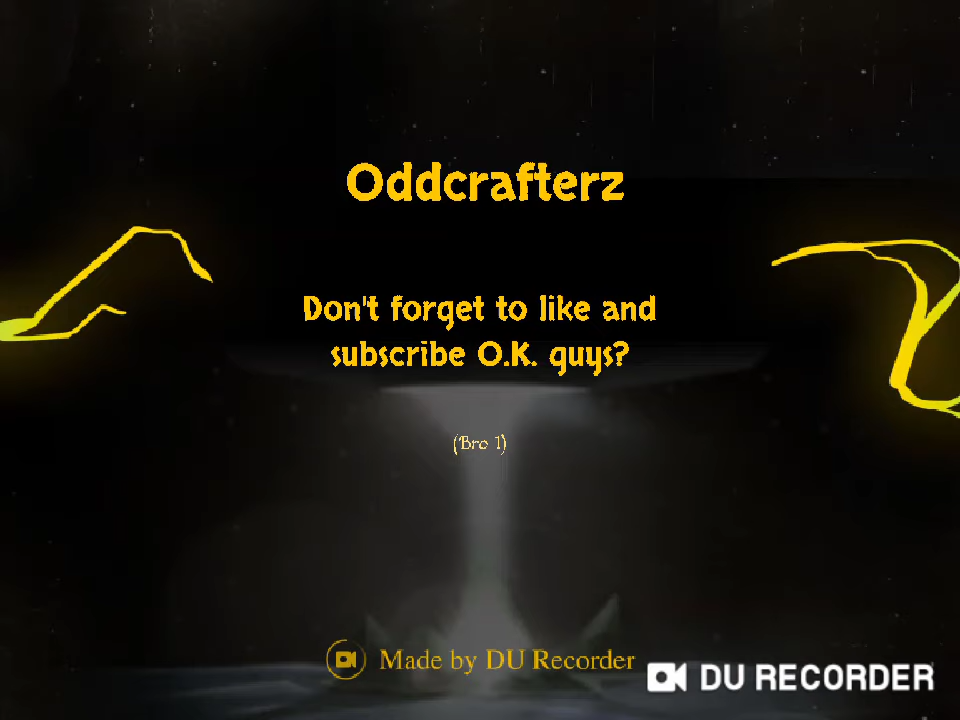 Oddcrafterz
Don't forget to like and
subscribe O.K. guys?
(Bro 1)
Made by DU Recorder
DU RECORDER